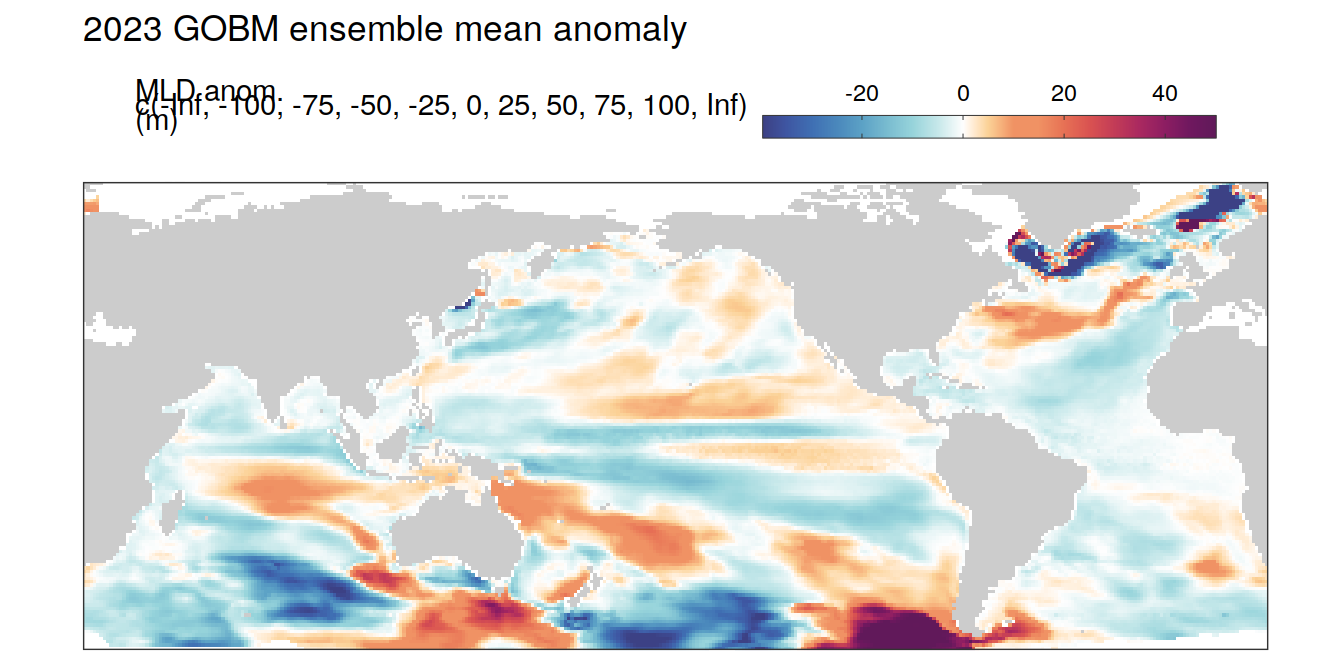 2023 GOBM ensemble mean anomaly
MLD anom
c(-Inf, -100, -75, -50, -25, 0, 25, 50, 75, 100, Inf)
(m)
-20 0 20 40